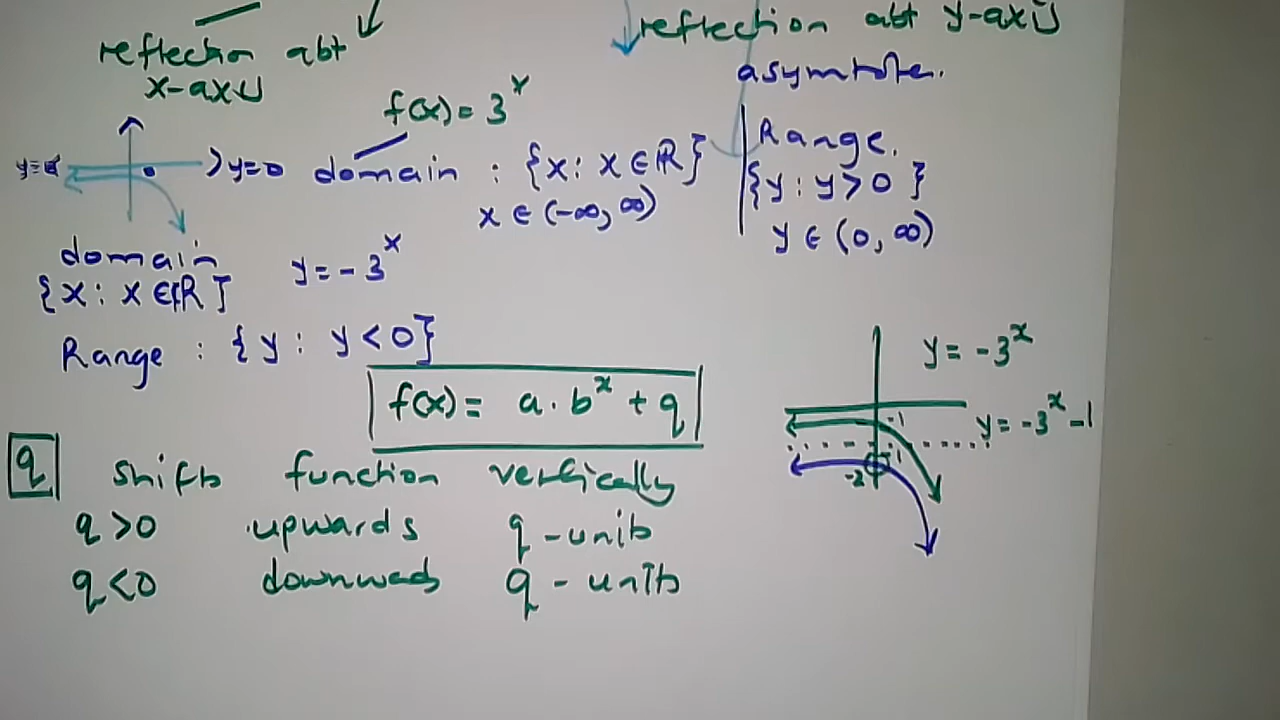 reflection abt
x-axis
reflection abt y-axis
asymptote.
f(x) = 3^x
y=0
domain : {x: x ∈ ℝ}
x ∈ (-∞, ∞)
Range.
{y: y>0}
y ∈ (0, ∞)
domain
{x: x ∈ ℝ}
y = -3^x
Range : {y: y<0}
f(x) = a·b^x + q
q shifts function vertically
q>0 upwards q-units
q<0 downwards q-units
y = -3^x
y = -3^x -1
-1
-1
-2